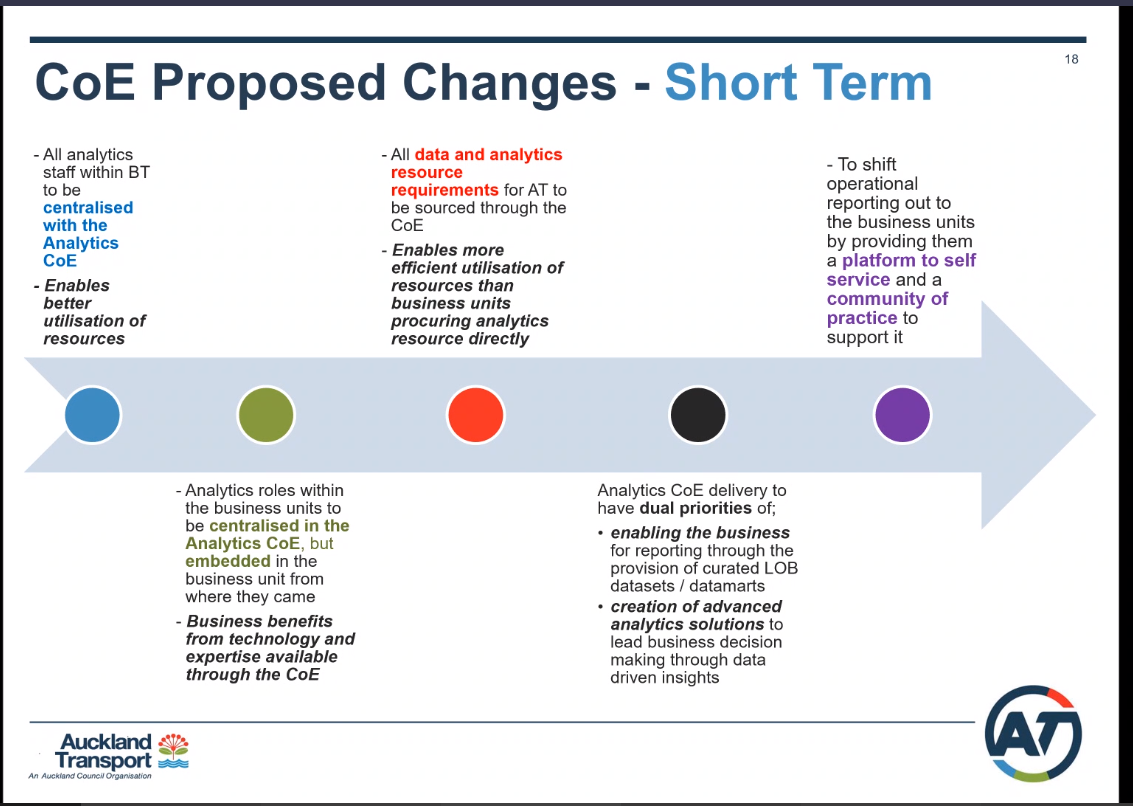 18
CoE Proposed Changes - Short Term
- All analytics
staff within BT
to be
centralised
with the
Analytics
CoE
- Enables
better
utilisation of
resources
- All data and analytics
resource
requirements for AT to
be sourced through the
CoE
- Enables more
efficient utilisation of
resources than
business units
procuring analytics
resource directly
- To shift
operational
reporting out to
the business units
by providing them
a platform to self
service and a
community of
practice to
support it
- Analytics roles within
the business units to
be centralised in the
Analytics CoE, but
embedded in the
business unit from
where they came
- Business benefits
from technology and
expertise available
through the CoE
Analytics CoE delivery to
have dual priorities of;
• enabling the business
for reporting through the
provision of curated LOB
datasets / datamarts
• creation of advanced
analytics solutions to
lead business decision
making through data
driven insights
Auckland
Transport
An Auckland Council Organisation
AT